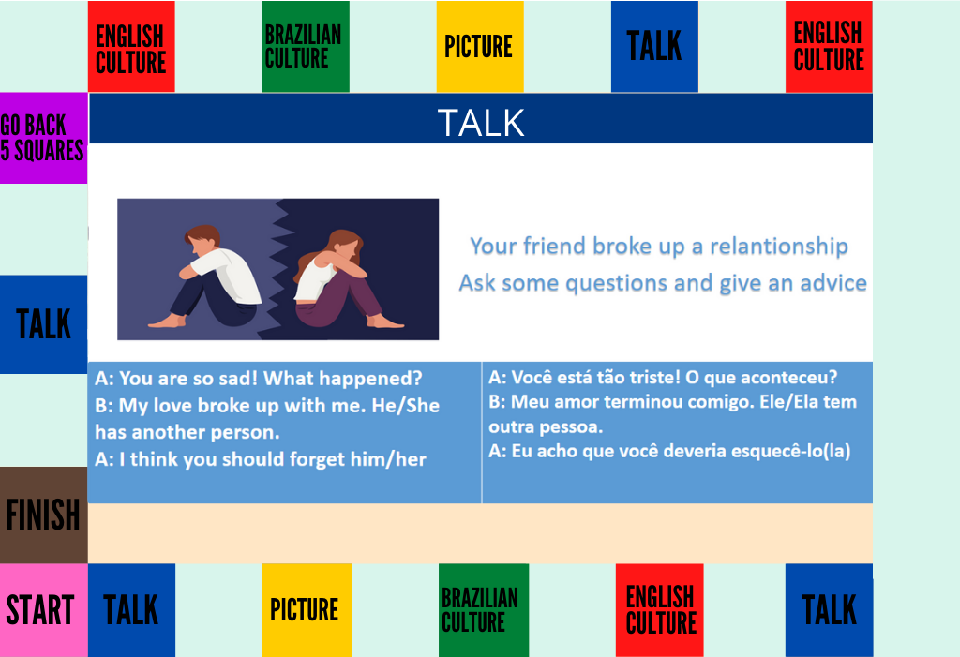 ENGLISH
CULTURE
BRAZILIAN
CULTURE
PICTURE
TALK
ENGLISH
CULTURE
GO BACK
5 SQUARES
TALK
Your friend broke up a relantionship
Ask some questions and give an advice
TALK
A: You are so sad! What happened?
B: My love broke up with me. He/She
has another person.
A: I think you should forget him/her
A: Você está tão triste! O que aconteceu?
B: Meu amor terminou comigo. Ele/Ela tem
outra pessoa.
A: Eu acho que você deveria esquecê-lo(la)
FINISH
START
TALK
PICTURE
BRAZILIAN
CULTURE
ENGLISH
CULTURE
TALK